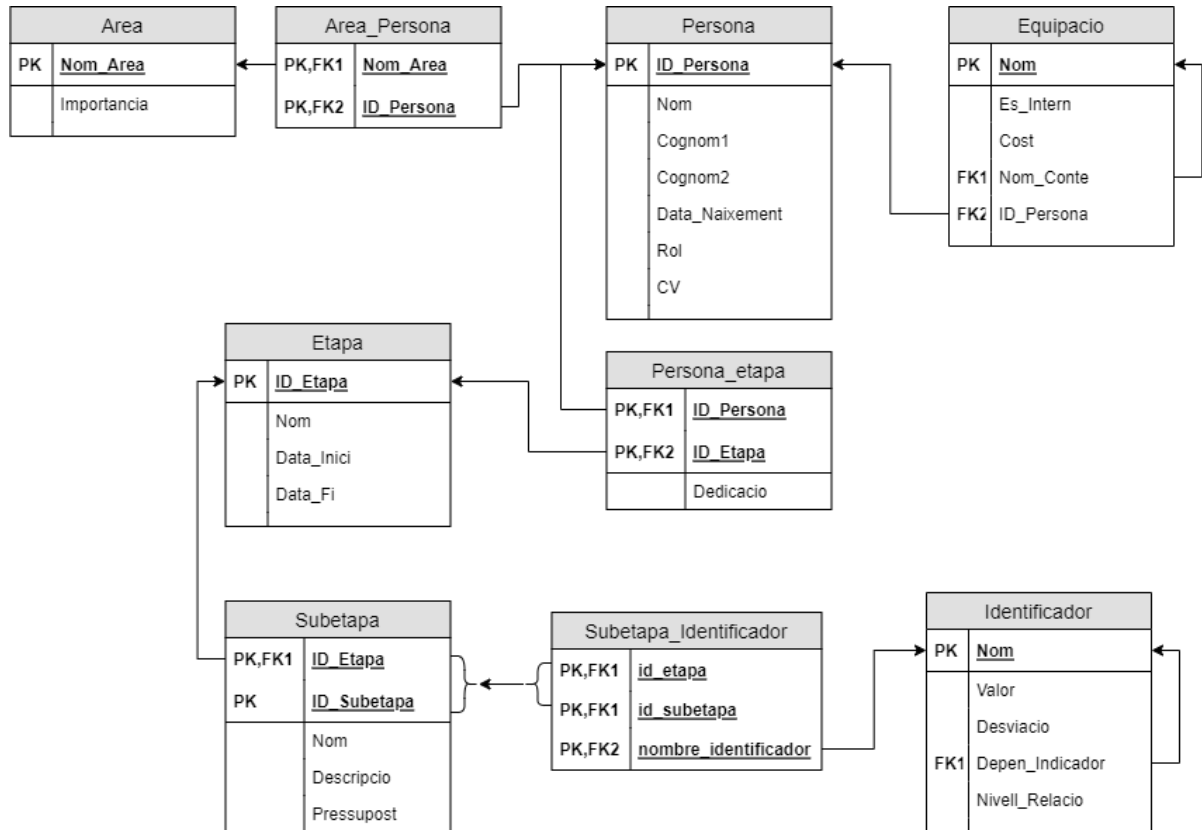 Area
PK Nom_Area
Importancia
Area_Persona
PK,FK1 Nom_Area
PK,FK2 ID_Persona
Persona
PK ID_Persona
Nom
Cognom1
Cognom2
Data_Naixement
Rol
CV
Equipacio
PK Nom
Es_Intern
Cost
FK1 Nom_Conte
FK2 ID_Persona
Etapa
PK ID_Etapa
Nom
Data_Inici
Data_Fi
Persona_etapa
PK,FK1 ID_Persona
PK,FK2 ID_Etapa
Dedicacio
Subetapa
PK,FK1 ID_Etapa
PK ID_Subetapa
Nom
Descripcio
Pressupost
Subetapa_Identificador
PK,FK1 id_etapa
PK,FK1 id_subetapa
PK,FK2 nombre_identificador
Identificador
PK Nom
Valor
Desviacio
FK1 Depen_Indicador
Nivell_Relacio